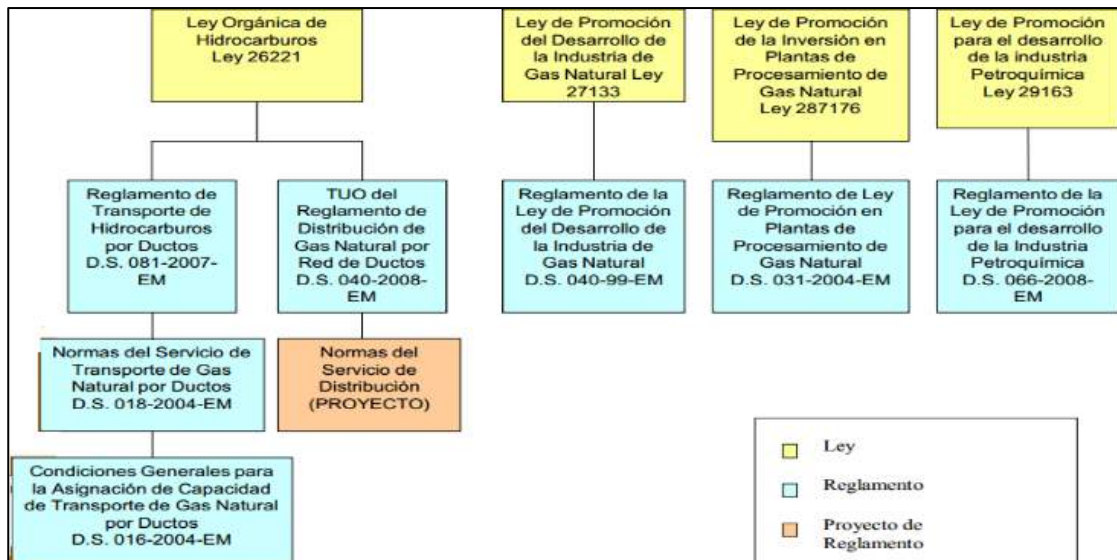 Ley Orgánica de
Hidrocarburos
Ley 26221
Ley de Promoción
del Desarrollo de
la Industria de
Gas Natural Ley
27133
Ley de Promoción
de la Inversión en
Plantas de
Procesamiento de
Gas Natural
Ley 287176
Ley de Promoción
para el desarrollo
de la industria
Petroquímica
Ley 29163
Reglamento de
Transporte de
Hidrocarburos
por Ductos
D.S. 081-2007-
EM
TUO del
Reglamento de
Distribución de
Gas Natural por
Red de Ductos
D.S. 040-2008-
EM
Reglamento de la
Ley de Promoción
del Desarrollo de
la Industria de
Gas Natural
D.S. 040-99-EM
Reglamento de Ley
de Promoción en
Plantas de
Procesamiento de
Gas Natural
D.S. 031-2004-EM
Reglamento de la
Ley de Promoción
para el desarrollo
de la Industria
Petroquímica
D.S. 066-2008-
EM
Normas del Servicio de
Transporte de Gas
Natural por Ductos
D.S. 018-2004-EM
Normas del
Servicio de
Distribución
(PROYECTO)
Condiciones Generales para
la Asignación de Capacidad
de Transporte de Gas Natural
por Ductos
D.S. 016-2004-EM
Ley
Reglamento
Proyecto de
Reglamento